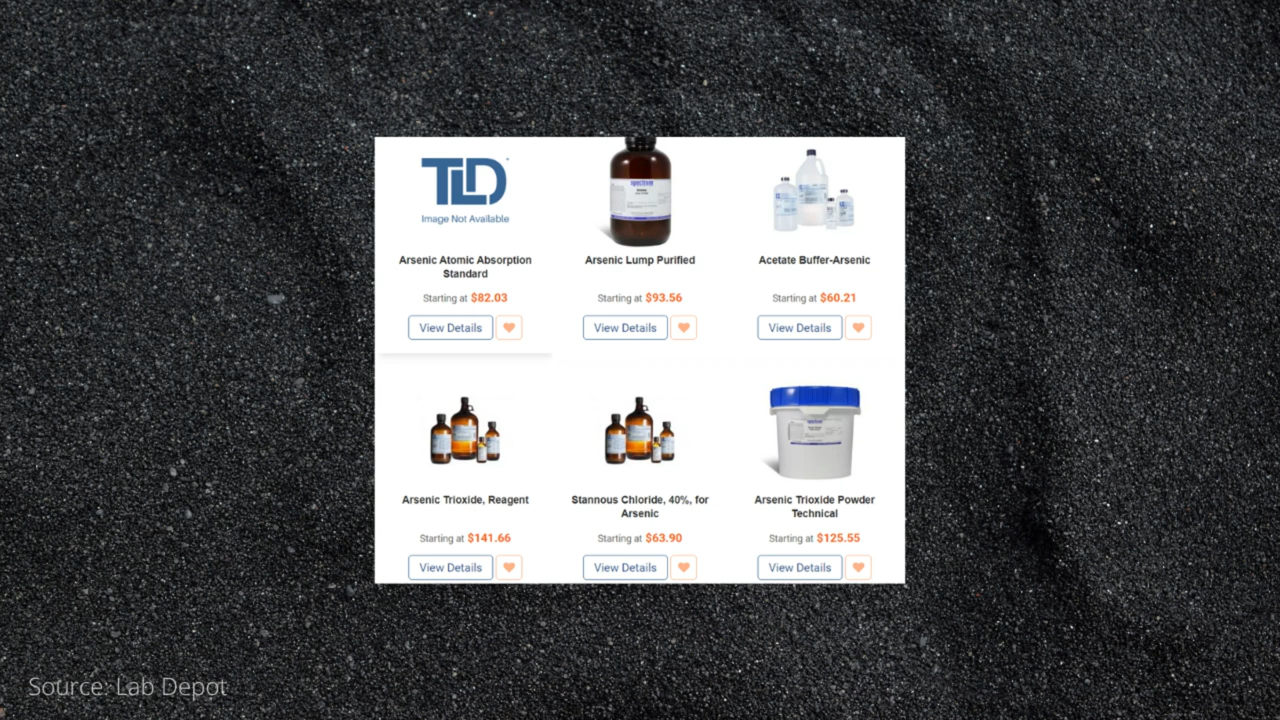 TLD
Image Not Available
spectrum
Arsenic Atomic Absorption
Standard
Starting at $82.03
View Details
Arsenic Lump Purified
Starting at $93.56
View Details
Acetate Buffer-Arsenic
Starting at $60.21
View Details
Arsenic Trioxide, Reagent
Starting at $141.66
View Details
Stannous Chloride, 40%, for
Arsenic
Starting at $63.90
View Details
Arsenic Trioxide Powder
Technical
Starting at $125.55
View Details
Source: Lab Depot